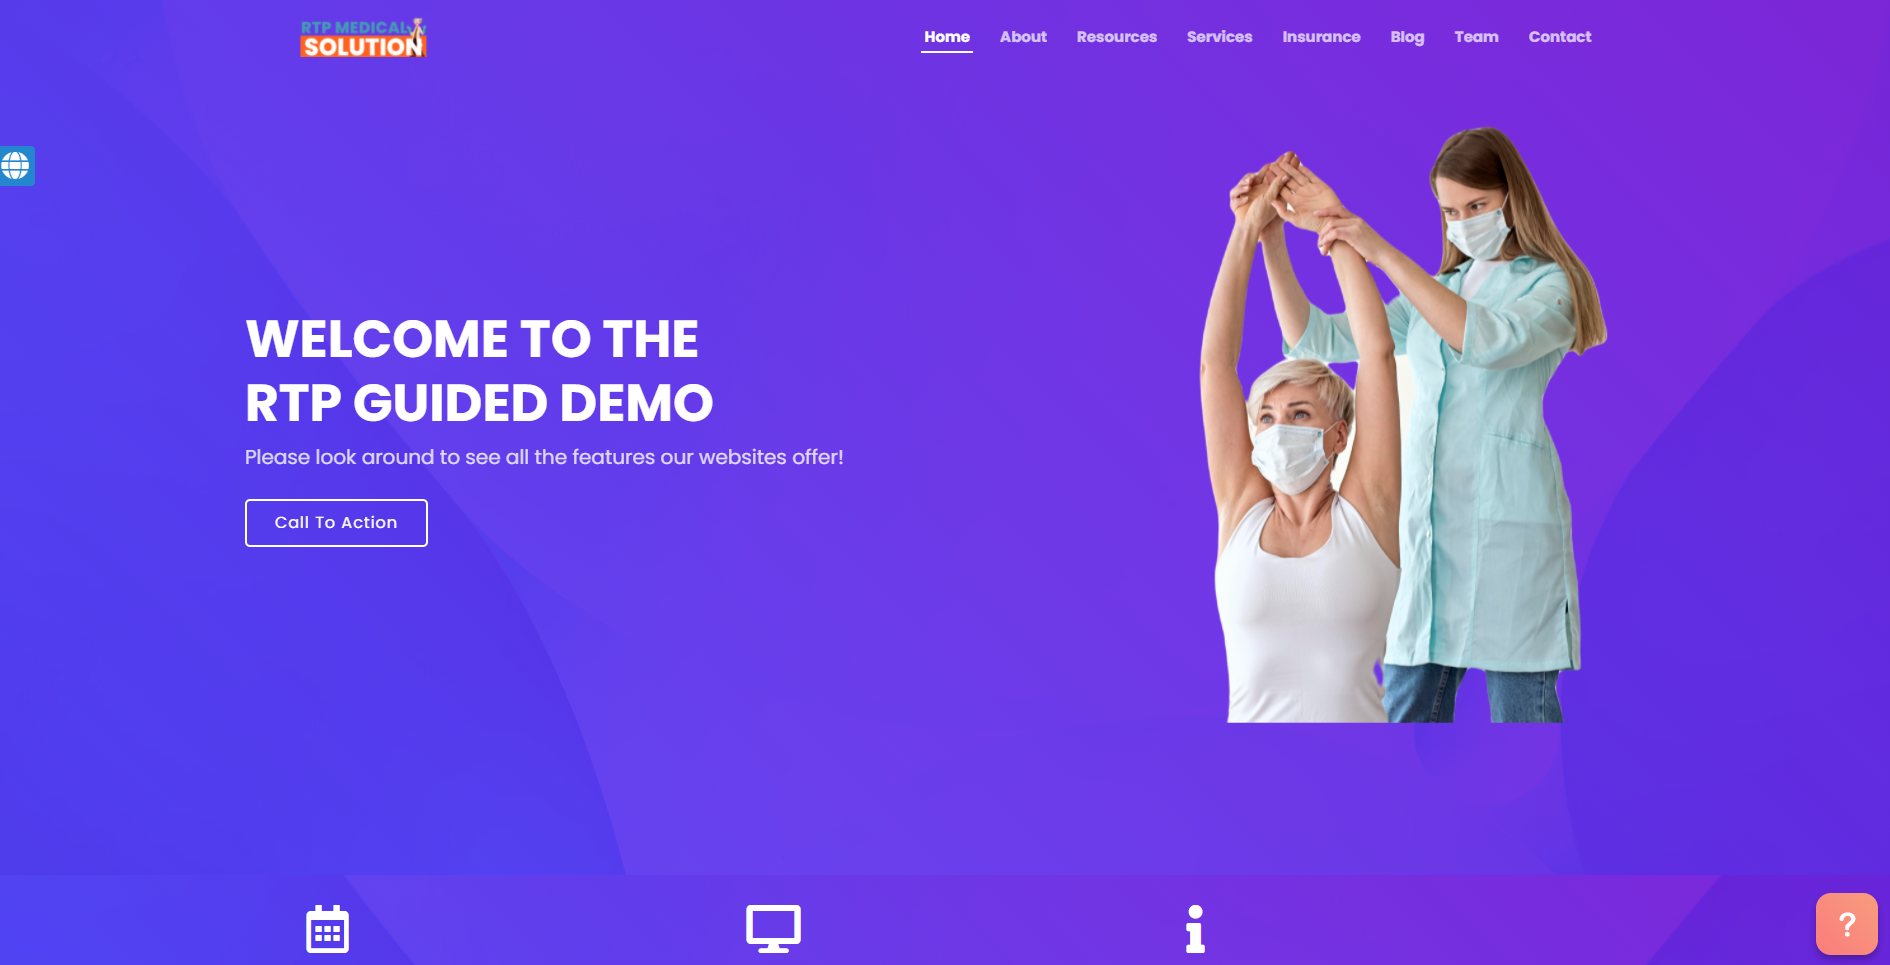 RTP MEDICAL
SOLUTION
Home About Resources Services Insurance Blog Team Contact
WELCOME TO THE
RTP GUIDED DEMO
Please look around to see all the features our websites offer!
Call To Action
?